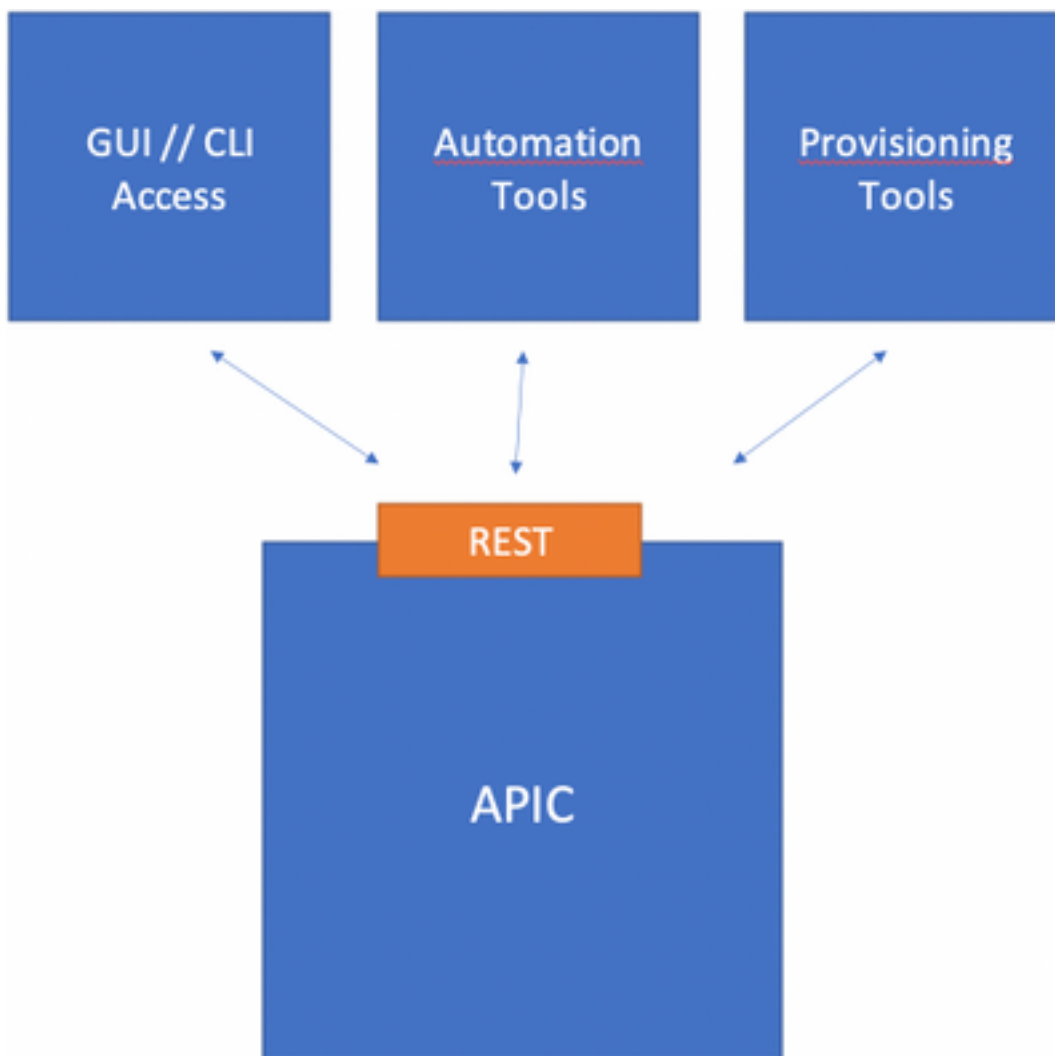 GUI // CLI
Access
Automation
Tools
Provisioning
Tools
REST
APIC